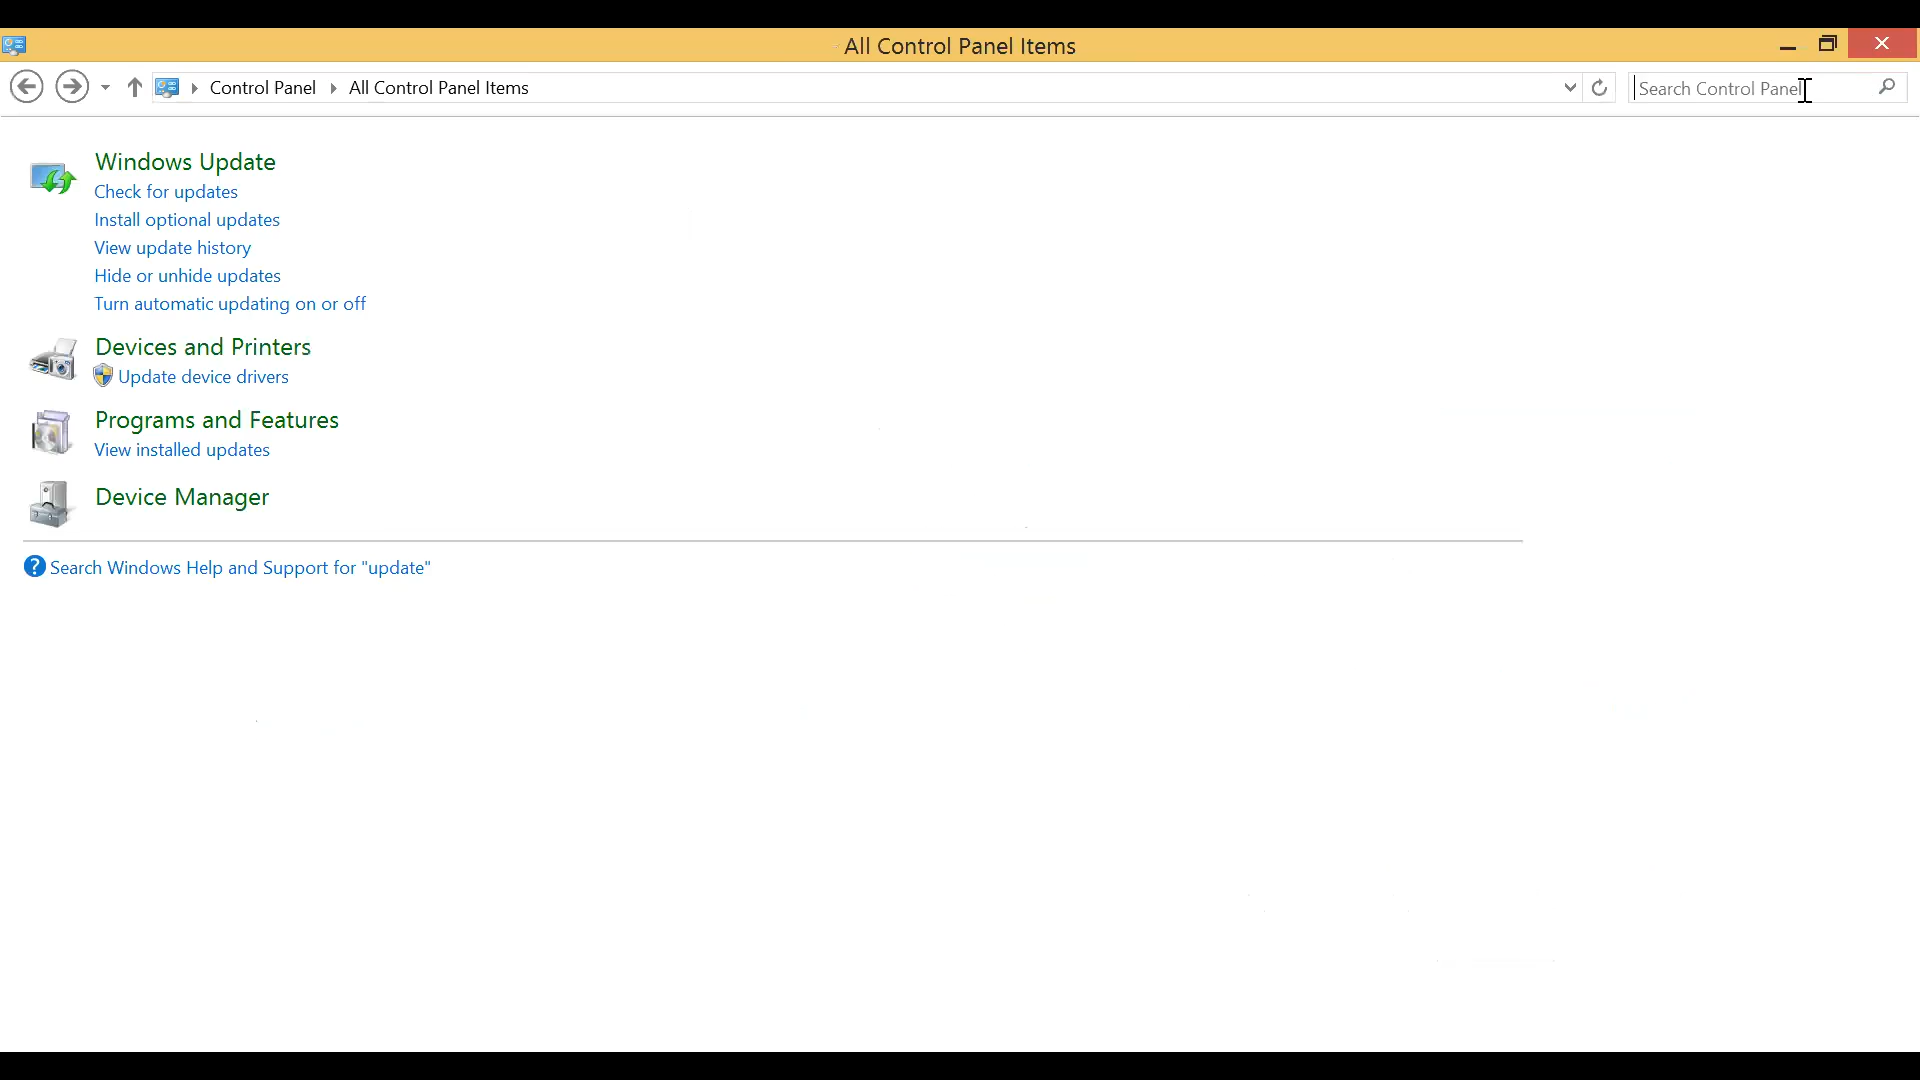 All Control Panel Items
Control Panel All Control Panel Items
Search Control Panel
Windows Update
Check for updates
Install optional updates
View update history
Hide or unhide updates
Turn automatic updating on or off
Devices and Printers
Update device drivers
Programs and Features
View installed updates
Device Manager
? Search Windows Help and Support for "update"